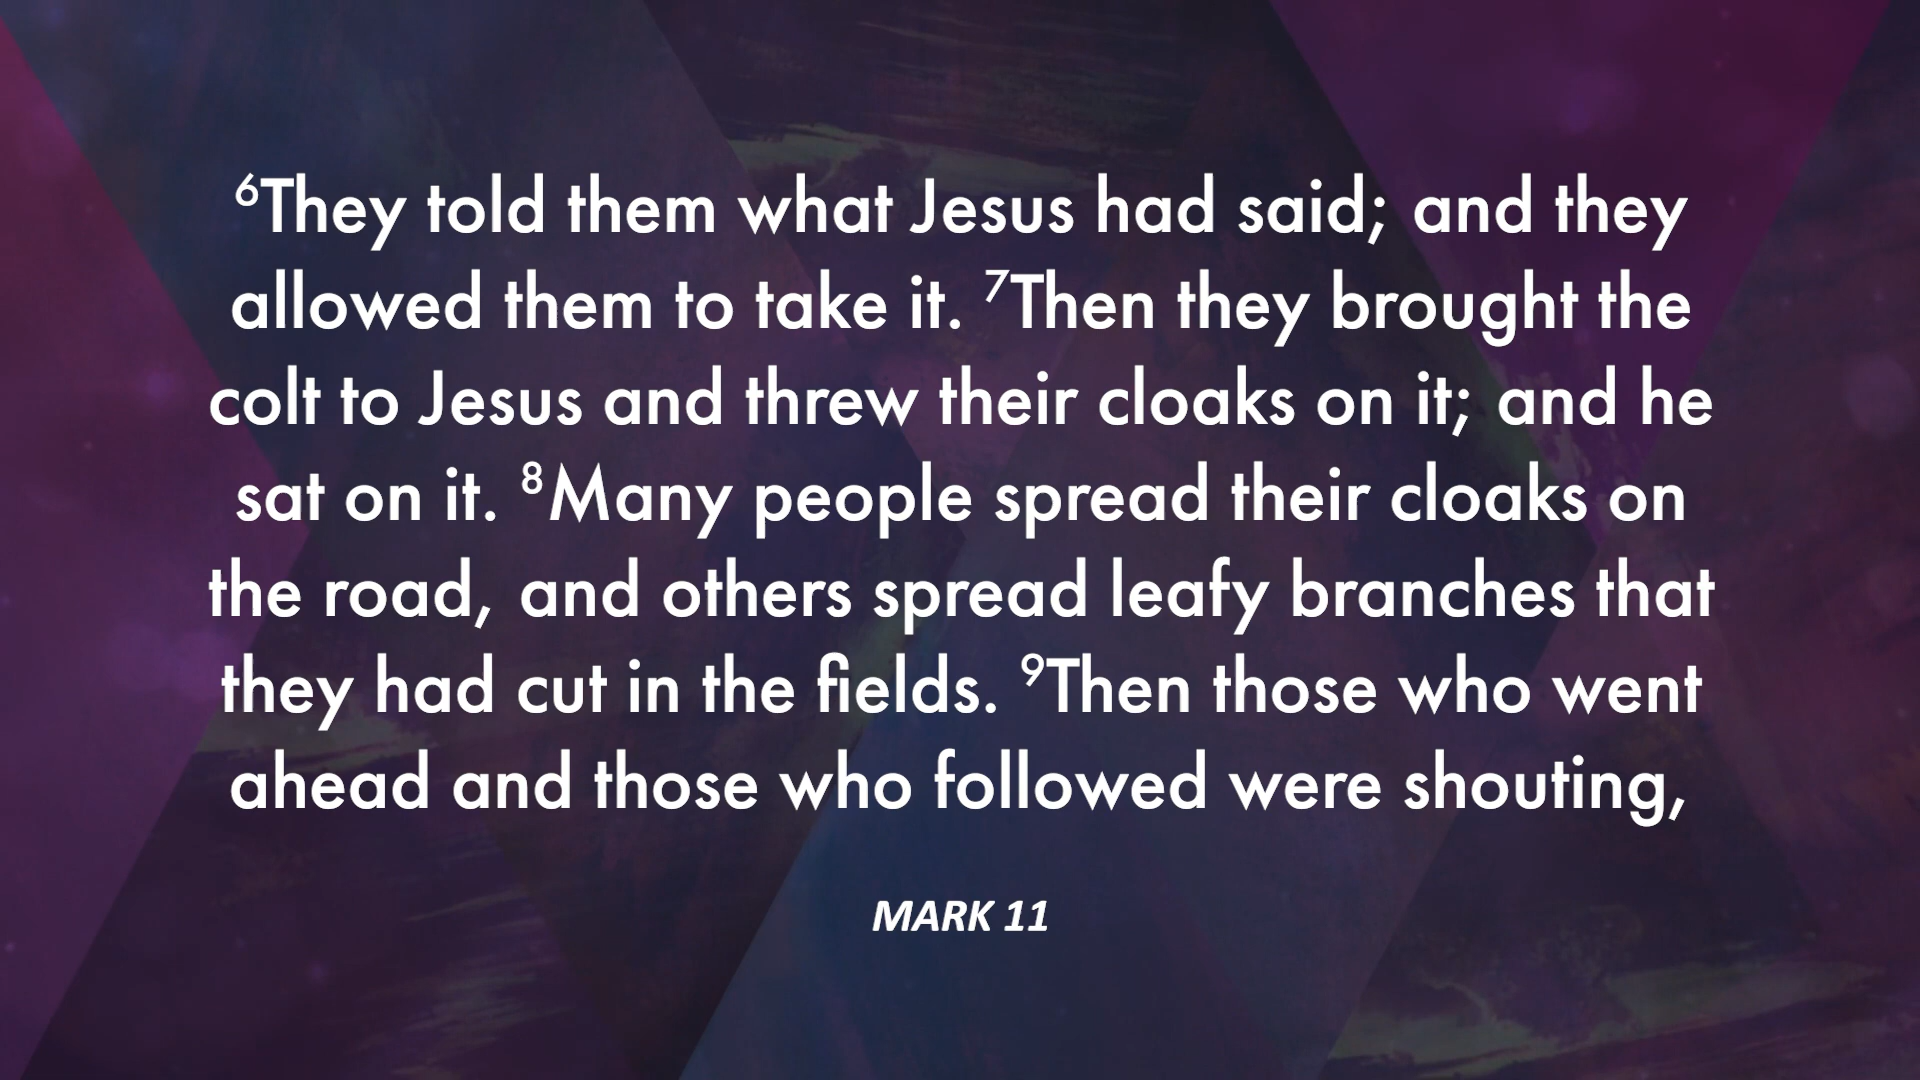 ⁶They told them what Jesus had said; and they
allowed them to take it. ⁷Then they brought the
colt to Jesus and threw their cloaks on it; and he
sat on it. ⁸Many people spread their cloaks on
the road, and others spread leafy branches that
they had cut in the fields. ⁹Then those who went
ahead and those who followed were shouting,
MARK 11